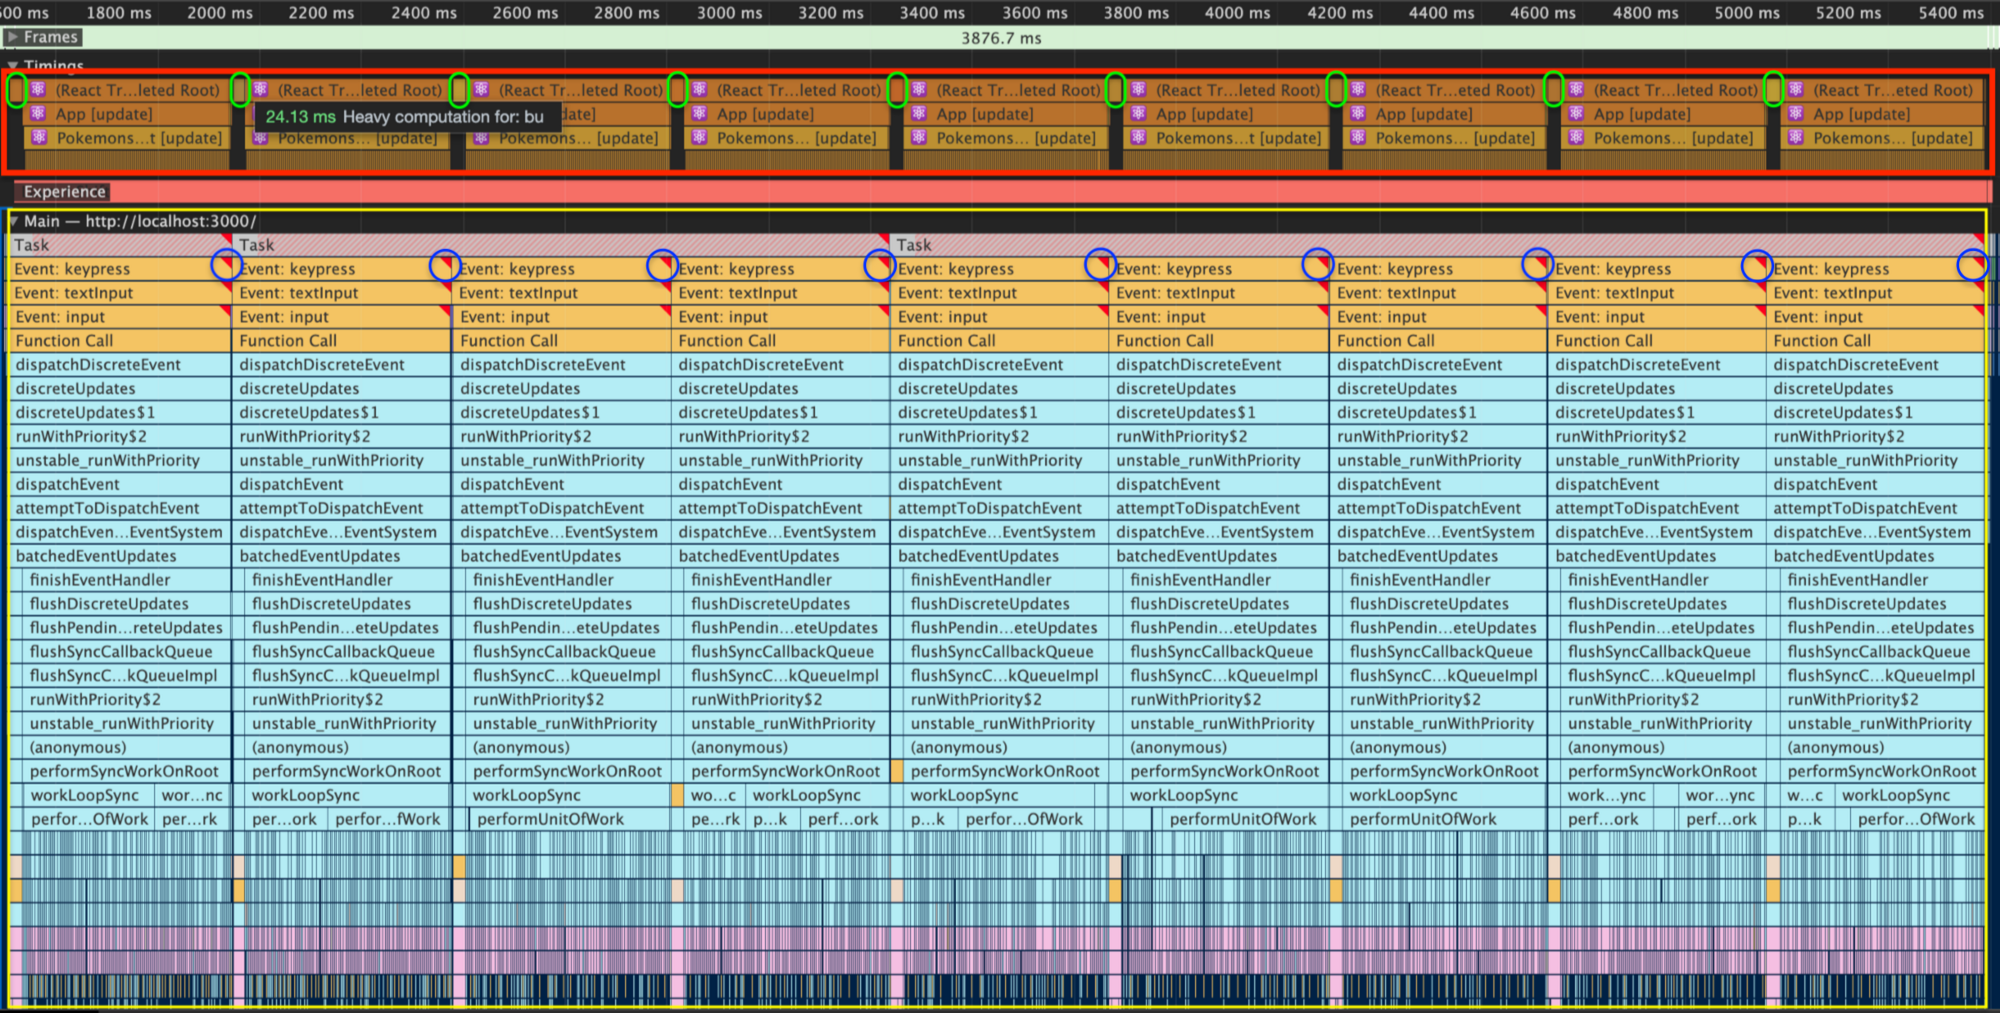 600 ms 1800 ms 2000 ms 2200 ms 2400 ms 2600 ms 2800 ms 3000 ms 3200 ms 3400 ms 3600 ms 3800 ms 4000 ms 4200 ms 4400 ms 4600 ms 4800 ms 5000 ms 5200 ms 5400 ms
Frames 3876.7 ms
Timings
(React Tr...leted Root) (React Tr...leted Root) (React Tr...leted Root) (React Tr...leted Root) (React Tr...leted Root) (React Tr...leted Root) (React Tr...eted Root) (React Tr...leted Root) (React Tr...eted Root)
App [update] 24.13 ms Heavy computation for: bu date] App [update] App [update] App [update] App [update] App [update] App [update]
Pokemons...t [update] Pokemons... [update] Pokemons... [update] Pokemons... [update] Pokemons... [update] Pokemons...t [update] Pokemons... [update] Pokemons... [update] Pokemons... [update]
Experience
Main — http://localhost:3000/
Task Task Task
Event: keypress Event: keypress Event: keypress Event: keypress Event: keypress Event: keypress Event: keypress Event: keypress Event: keypress
Event: textInput Event: textInput Event: textInput Event: textInput Event: textInput Event: textInput Event: textInput Event: textInput Event: textInput
Event: input Event: input Event: input Event: input Event: input Event: input Event: input Event: input Event: input
Function Call Function Call Function Call Function Call Function Call Function Call Function Call Function Call Function Call
dispatchDiscreteEvent dispatchDiscreteEvent dispatchDiscreteEvent dispatchDiscreteEvent dispatchDiscreteEvent dispatchDiscreteEvent dispatchDiscreteEvent dispatchDiscreteEvent dispatchDiscreteEvent
discreteUpdates discreteUpdates discreteUpdates discreteUpdates discreteUpdates discreteUpdates discreteUpdates discreteUpdates discreteUpdates
discreteUpdates$1 discreteUpdates$1 discreteUpdates$1 discreteUpdates$1 discreteUpdates$1 discreteUpdates$1 discreteUpdates$1 discreteUpdates$1 discreteUpdates$1
runWithPriority$2 runWithPriority$2 runWithPriority$2 runWithPriority$2 runWithPriority$2 runWithPriority$2 runWithPriority$2 runWithPriority$2 runWithPriority$2
unstable_runWithPriority unstable_runWithPriority unstable_runWithPriority unstable_runWithPriority unstable_runWithPriority unstable_runWithPriority unstable_runWithPriority unstable_runWithPriority unstable_runWithPriority
dispatchEvent dispatchEvent dispatchEvent dispatchEvent dispatchEvent dispatchEvent dispatchEvent dispatchEvent dispatchEvent
attemptToDispatchEvent attemptToDispatchEvent attemptToDispatchEvent attemptToDispatchEvent attemptToDispatchEvent attemptToDispatchEvent attemptToDispatchEvent attemptToDispatchEvent attemptToDispatchEvent
dispatchEven...EventSystem dispatchEve...EventSystem dispatchEve...EventSystem dispatchEve...EventSystem dispatchEve...EventSystem dispatchEve...EventSystem dispatchEve...EventSystem dispatchEve...EventSystem dispatchEve...EventSystem
batchedEventUpdates batchedEventUpdates batchedEventUpdates batchedEventUpdates batchedEventUpdates batchedEventUpdates batchedEventUpdates batchedEventUpdates batchedEventUpdates
finishEventHandler finishEventHandler finishEventHandler finishEventHandler finishEventHandler finishEventHandler finishEventHandler finishEventHandler finishEventHandler
flushDiscreteUpdates flushDiscreteUpdates flushDiscreteUpdates flushDiscreteUpdates flushDiscreteUpdates flushDiscreteUpdates flushDiscreteUpdates flushDiscreteUpdates flushDiscreteUpdates
flushPendin...reteUpdates flushPendin...eteUpdates flushPendin...eteUpdates flushPendin...eteUpdates flushPendin...eteUpdates flushPendin...eteUpdates flushPendin...eteUpdates flushPendin...eteUpdates flushPendin...eteUpdates
flushSyncCallbackQueue flushSyncCallbackQueue flushSyncCallbackQueue flushSyncCallbackQueue flushSyncCallbackQueue flushSyncCallbackQueue flushSyncCallbackQueue flushSyncCallbackQueue flushSyncCallbackQueue
flushSyncC...kQueueImpl flushSyncC...kQueueImpl flushSyncC...kQueueImpl flushSyncC...kQueueImpl flushSyncC...kQueueImpl flushSyncC...kQueueImpl flushSyncC...kQueueImpl flushSyncC...kQueueImpl flushSyncC...kQueueImpl
runWithPriority$2 runWithPriority$2 runWithPriority$2 runWithPriority$2 runWithPriority$2 runWithPriority$2 runWithPriority$2 runWithPriority$2 runWithPriority$2
unstable_runWithPriority unstable_runWithPriority unstable_runWithPriority unstable_runWithPriority unstable_runWithPriority unstable_runWithPriority unstable_runWithPriority unstable_runWithPriority unstable_runWithPriority
(anonymous) (anonymous) (anonymous) (anonymous) (anonymous) (anonymous) (anonymous) (anonymous) (anonymous)
performSyncWorkOnRoot performSyncWorkOnRoot performSyncWorkOnRoot performSyncWorkOnRoot performSyncWorkOnRoot performSyncWorkOnRoot performSyncWorkOnRoot performSyncWorkOnRoot performSyncWorkOnRoot
workLoopSync wor...nc workLoopSync workLoopSync wo...c workLoopSync workLoopSync workLoopSync workLoopSync work...ync wor...ync w...c workLoopSync
perfor...OfWork per...rk per...ork perfor...fWork performUnitOfWork pe...rk p...k perf...ork p...k perfor...OfWork performUnitOfWork performUnitOfWork perf...ork perf...ork p...k perfor...OfWork